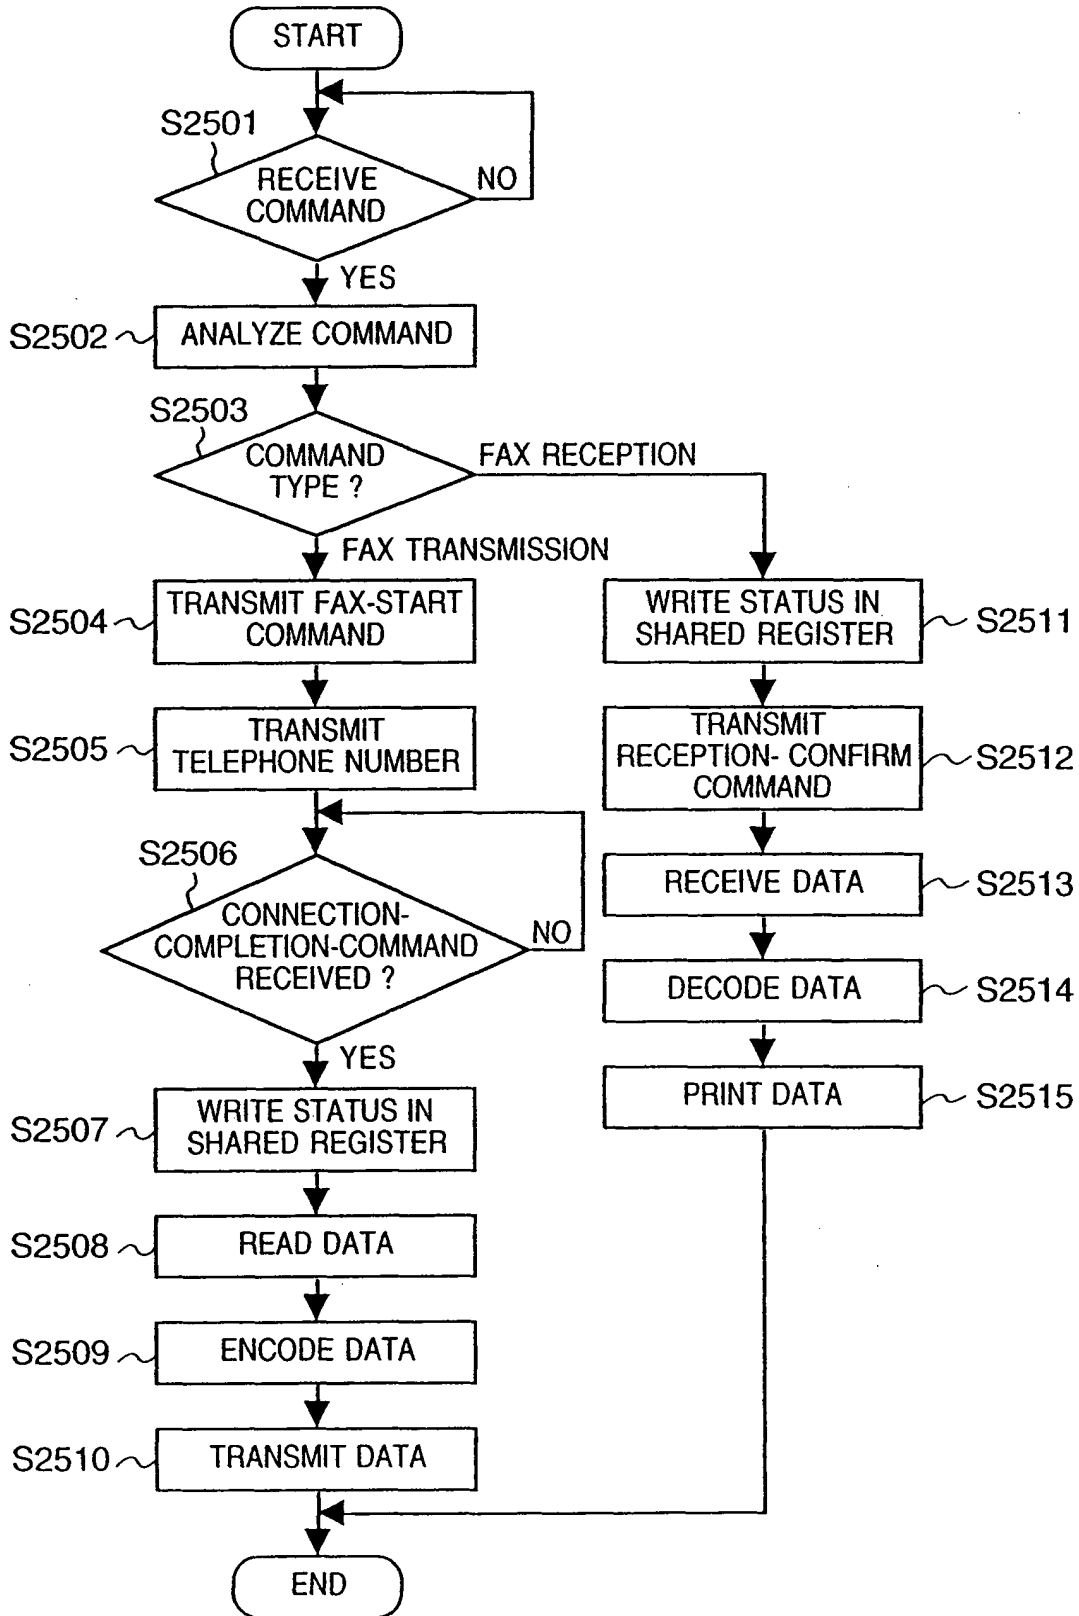 START
S2501
RECEIVE
COMMAND
NO
YES
S2502
ANALYZE COMMAND
S2503
COMMAND
TYPE ?
FAX RECEPTION
FAX TRANSMISSION
S2504
TRANSMIT FAX-START
COMMAND
S2505
TRANSMIT
TELEPHONE NUMBER
S2506
CONNECTION-
COMPLETION-COMMAND
RECEIVED ?
NO
YES
S2507
WRITE STATUS IN
SHARED REGISTER
S2508
READ DATA
S2509
ENCODE DATA
S2510
TRANSMIT DATA
WRITE STATUS IN
SHARED REGISTER
S2511
TRANSMIT
RECEPTION- CONFIRM
COMMAND
S2512
RECEIVE DATA
S2513
DECODE DATA
S2514
PRINT DATA
S2515
END